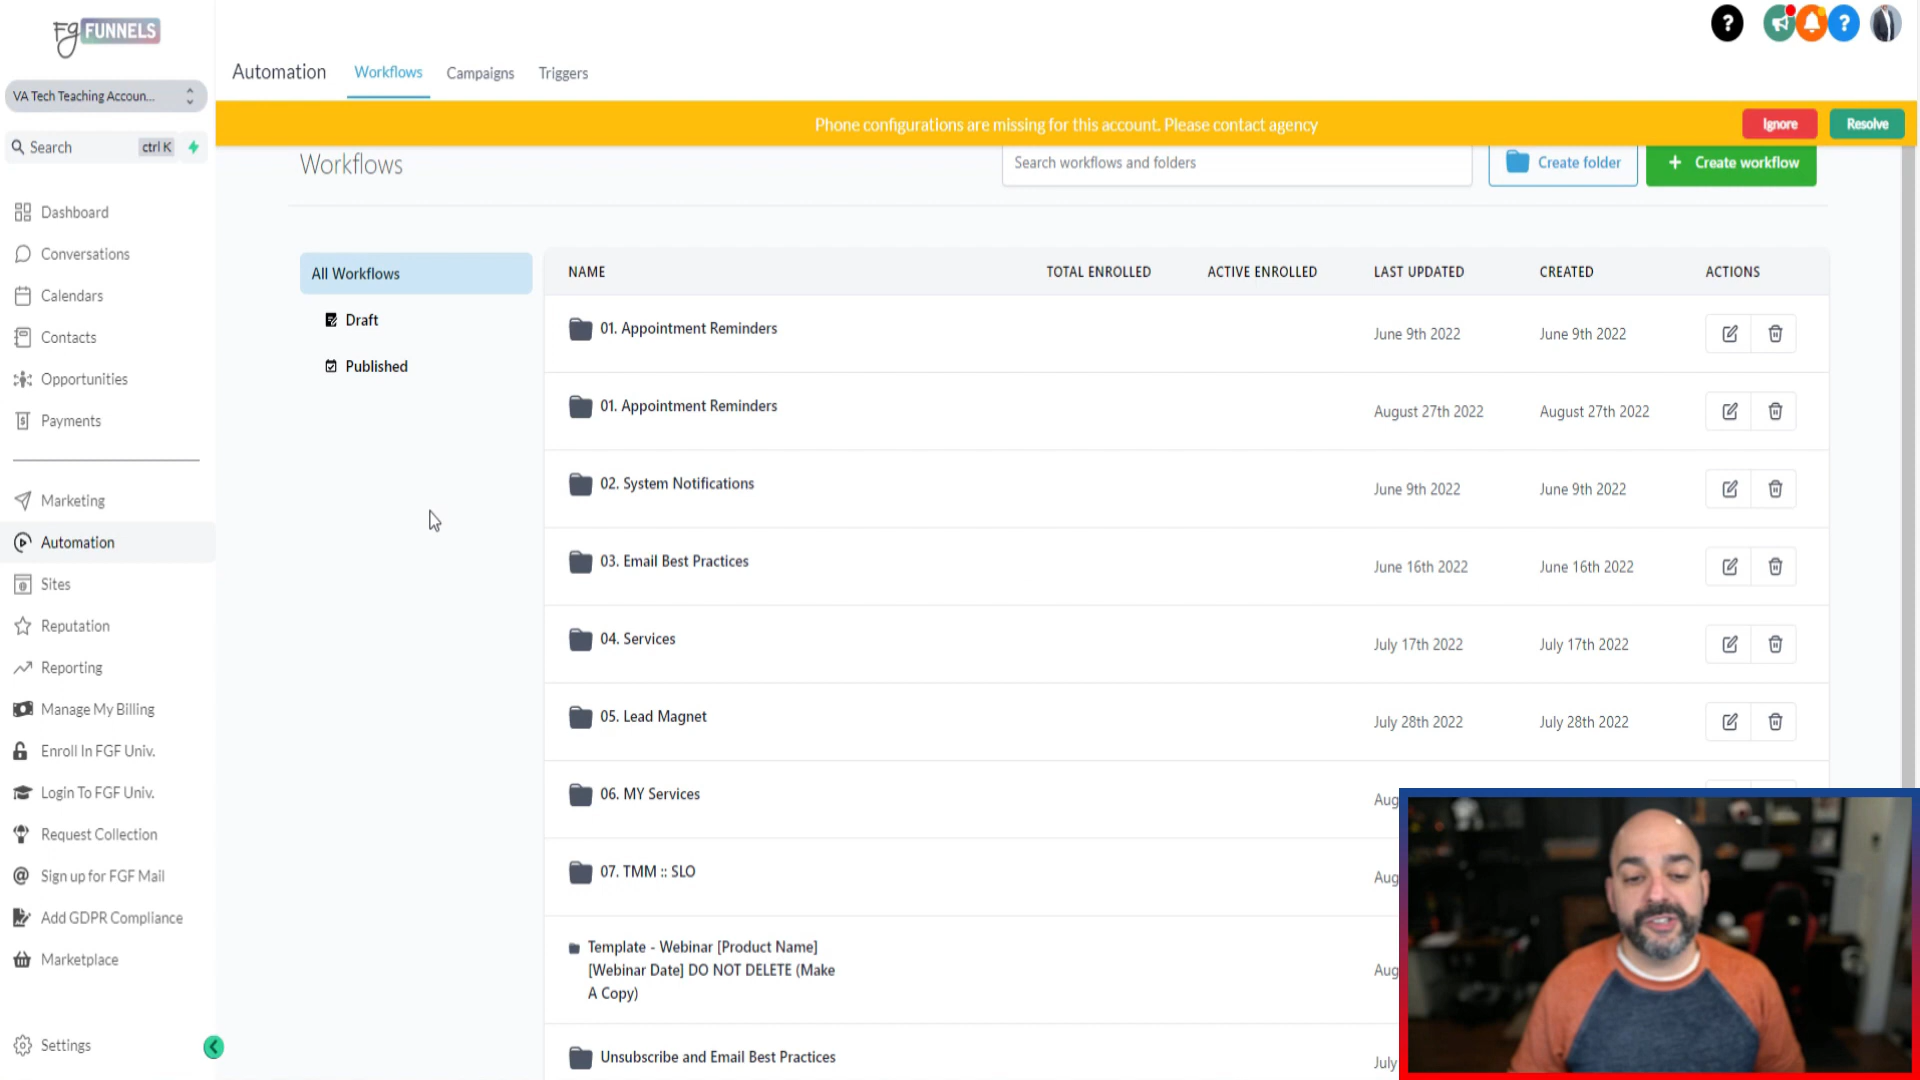 Fg FUNNELS
VA Tech Teaching Accoun...
Search ctrl K
Dashboard
Conversations
Calendars
Contacts
Opportunities
Payments
Marketing
Automation
Sites
Reputation
Reporting
Manage My Billing
Enroll In FGF Univ.
Login To FGF Univ.
Request Collection
Sign up for FGF Mail
Add GDPR Compliance
Marketplace
Settings
Automation Workflows Campaigns Triggers
Phone configurations are missing for this account. Please contact agency Ignore Resolve
Workflows Search workflows and folders Create folder + Create workflow
All Workflows
Draft
Published
NAME TOTAL ENROLLED ACTIVE ENROLLED LAST UPDATED CREATED ACTIONS
01. Appointment Reminders June 9th 2022 June 9th 2022
01. Appointment Reminders August 27th 2022 August 27th 2022
02. System Notifications June 9th 2022 June 9th 2022
03. Email Best Practices June 16th 2022 June 16th 2022
04. Services July 17th 2022 July 17th 2022
05. Lead Magnet July 28th 2022 July 28th 2022
06. MY Services Aug
07. TMM :: SLO Aug
Template - Webinar [Product Name]
[Webinar Date] DO NOT DELETE (Make Aug
A Copy)
Unsubscribe and Email Best Practices July